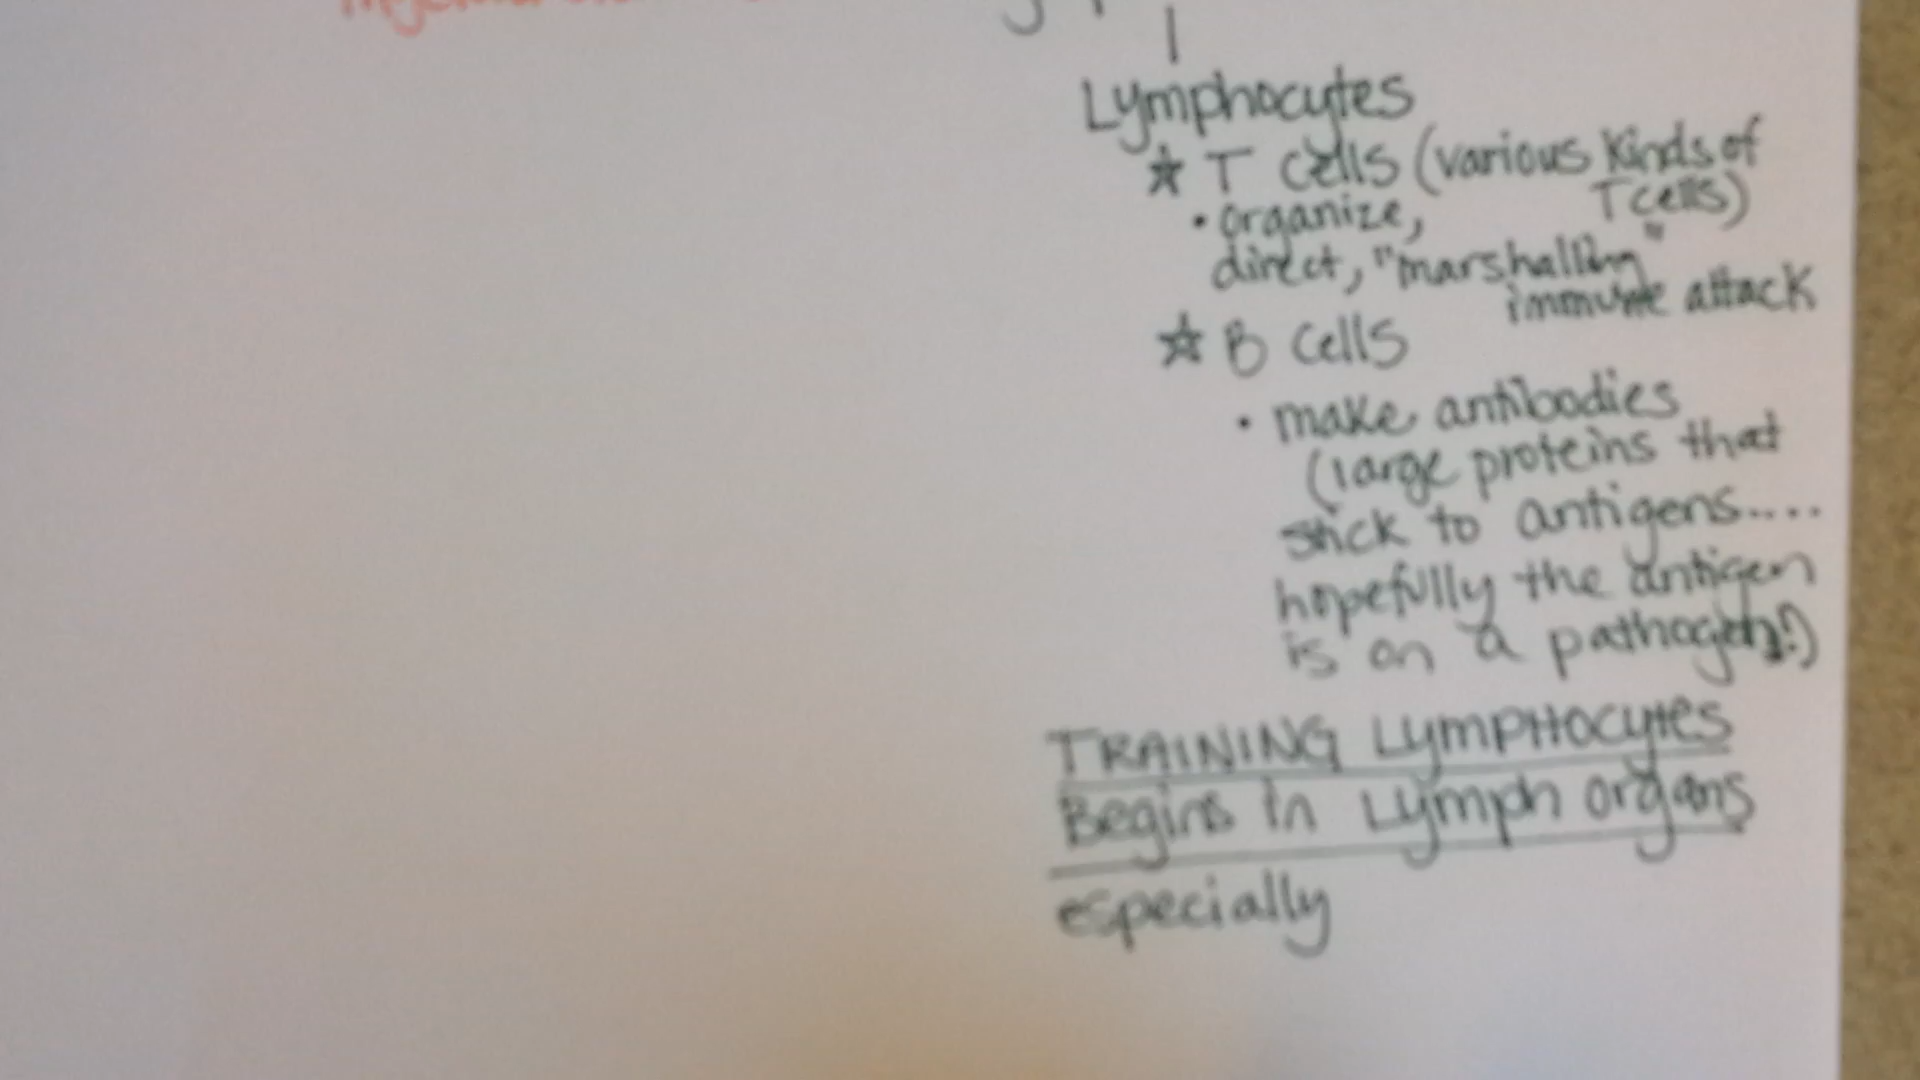 Lymphocytes
☆ T cells (various kinds of
T cells)
• organize,
direct, "marshalling"
immune attack
☆ B cells
• make antibodies
(large proteins that
stick to antigens....
hopefully the antigen
is on a pathogen!)
TRAINING LYMPHOCYTES
Begins in Lymph organs
especially